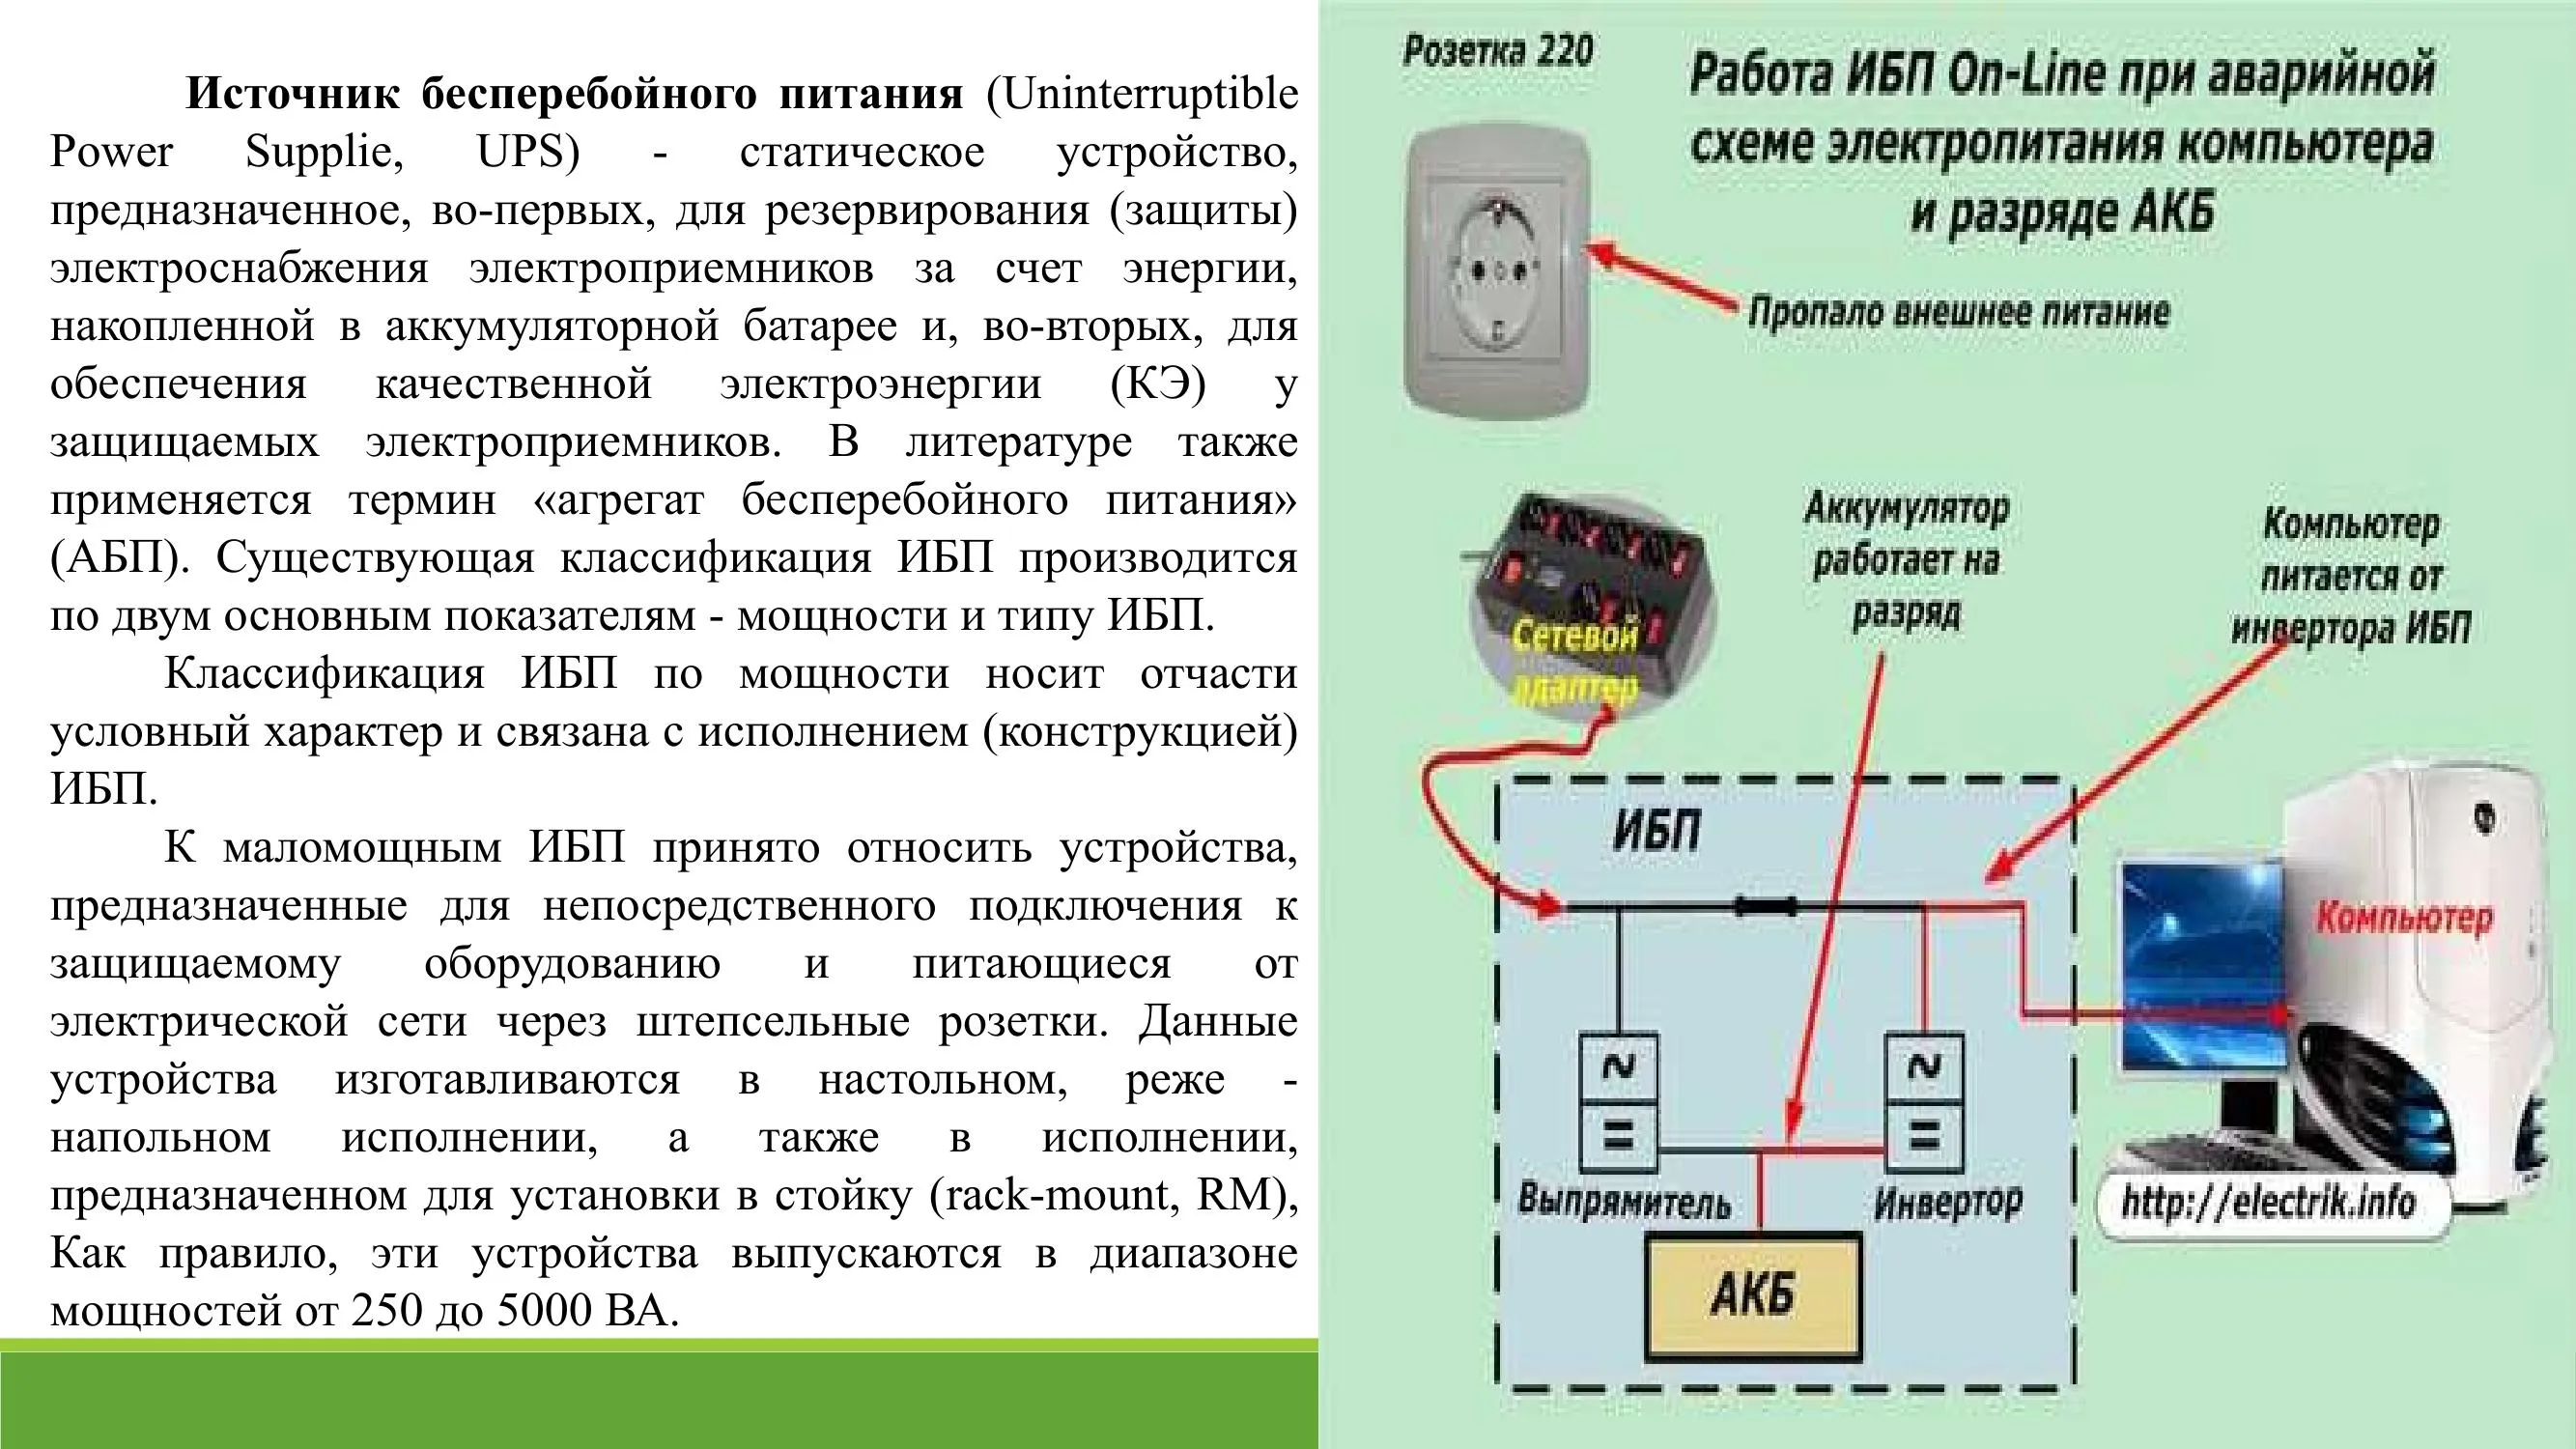 Источник бесперебойного питания (Uninterruptible
Power Supplie, UPS) - статическое устройство,
предназначенное, во-первых, для резервирования (защиты)
электроснабжения электроприемников за счет энергии,
накопленной в аккумуляторной батарее и, во-вторых, для
обеспечения качественной электроэнергии (КЭ) у
защищаемых электроприемников. В литературе также
применяется термин «агрегат бесперебойного питания»
(АБП). Существующая классификация ИБП производится
по двум основным показателям - мощности и типу ИБП.
Классификация ИБП по мощности носит отчасти
условный характер и связана с исполнением (конструкцией)
ИБП.
К маломощным ИБП принято относить устройства,
предназначенные для непосредственного подключения к
защищаемому оборудованию и питающиеся от
электрической сети через штепсельные розетки. Данные
устройства изготавливаются в настольном, реже -
напольном исполнении, а также в исполнении,
предназначенном для установки в стойку (rack-mount, RM),
Как правило, эти устройства выпускаются в диапазоне
мощностей от 250 до 5000 ВА.
Розетка 220
Работа ИБП On-Line при аварийной
схеме электропитания компьютера
и разряде АКБ
Пропало внешнее питание
Сетевой
адаптер
Аккумулятор
работает на
разряд
Компьютер
питается от
инвертора ИБП
ИБП
Компьютер
~
=
~
=
Выпрямитель
Инвертор
АКБ
http://electrik.info